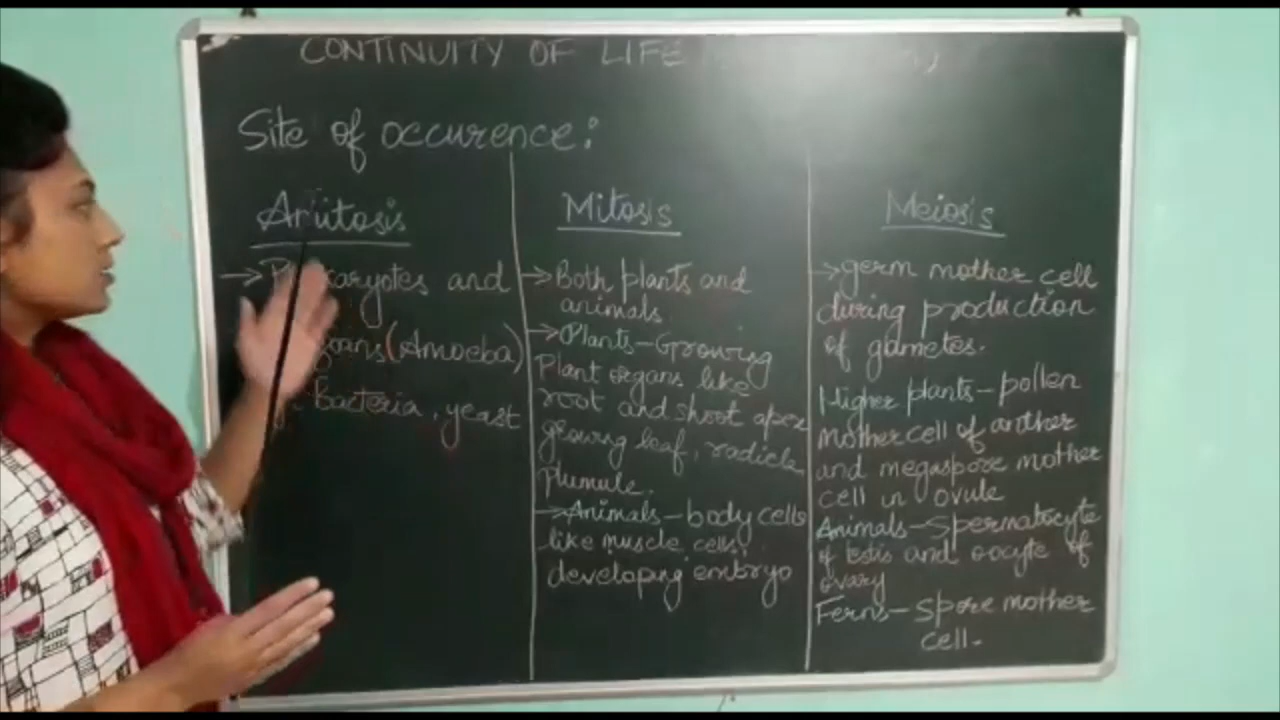 CONTINUITY OF LIFE
Site of occurence:
Amitosis
and
(Amoeba)
Bacteria, yeast
Mitosis
→Both plants and
animals
→Plants-Growing
Plant organs like
root and shoot apex
growing leaf, radicle
Plumule.
→Animals-body cells
like muscle cells,
developing embryo
Meiosis
→germ mother cell
during production
of gametes.
Higher plants-pollen
mother cell of anther
and megaspore mother
cell in ovule
Animals-Spermatocyte
of testis and oocyte of
ovary
Ferns-Spore mother
cell.